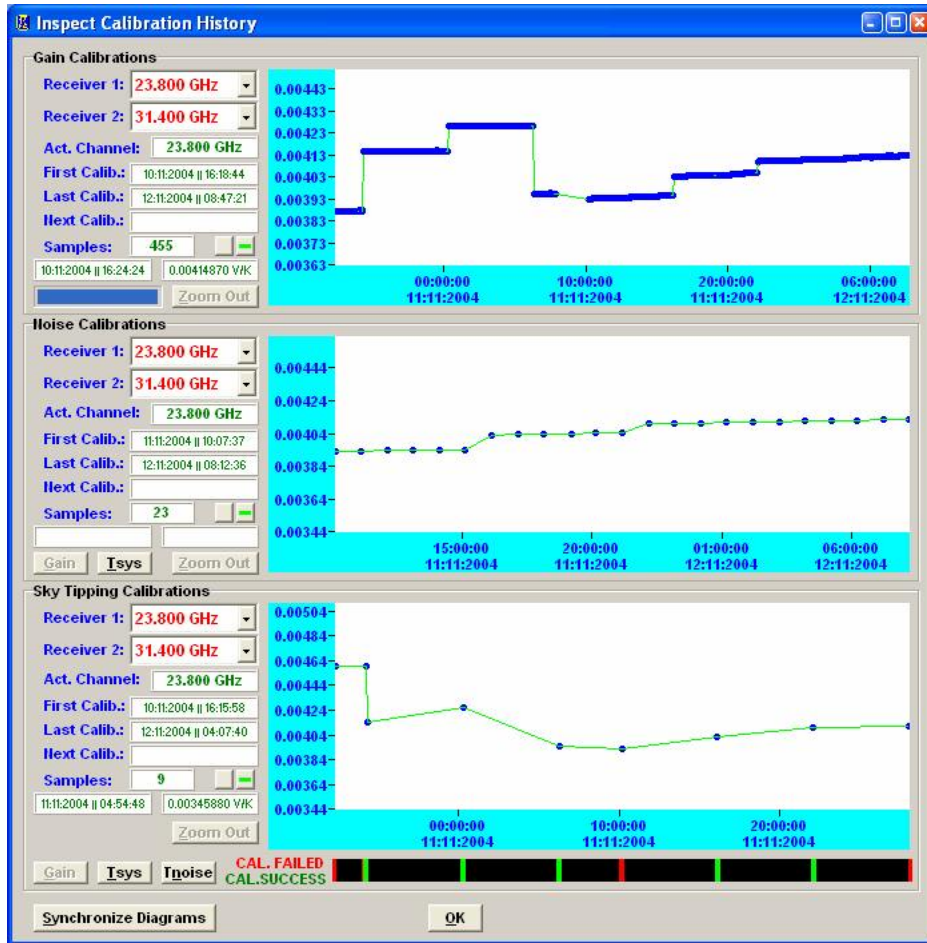 Inspect Calibration History
Gain Calibrations
Receiver 1: 23.800 GHz
Receiver 2: 31.400 GHz
Act. Channel: 23.800 GHz
First Calib.: 10:11:2004 || 16:18:44
Last Calib.: 12:11:2004 || 08:47:21
Next Calib.:
Samples: 455
10:11:2004 || 16:24:24 0.00414870 V/K
Zoom Out
0.00443
0.00433
0.00423
0.00413
0.00403
0.00393
0.00383
0.00373
0.00363
00:00:00 10:00:00 20:00:00 06:00:00
11:11:2004 11:11:2004 11:11:2004 12:11:2004
Noise Calibrations
Receiver 1: 23.800 GHz
Receiver 2: 31.400 GHz
Act. Channel: 23.800 GHz
First Calib.: 11:11:2004 || 10:07:37
Last Calib.: 12:11:2004 || 08:12:36
Next Calib.:
Samples: 23
Gain Tsys Zoom Out
0.00444
0.00424
0.00404
0.00384
0.00364
0.00344
15:00:00 20:00:00 01:00:00 06:00:00
11:11:2004 11:11:2004 12:11:2004 12:11:2004
Sky Tipping Calibrations
Receiver 1: 23.800 GHz
Receiver 2: 31.400 GHz
Act. Channel: 23.800 GHz
First Calib.: 10:11:2004 || 16:15:58
Last Calib.: 12:11:2004 || 04:07:40
Next Calib.:
Samples: 9
11:11:2004 || 04:54:48 0.00345880 V/K
Zoom Out
0.00504
0.00484
0.00464
0.00444
0.00424
0.00404
0.00384
0.00364
0.00344
00:00:00 10:00:00 20:00:00
11:11:2004 11:11:2004 11:11:2004
Gain Tsys Tnoise
CAL. FAILED
CAL.SUCCESS
Synchronize Diagrams OK